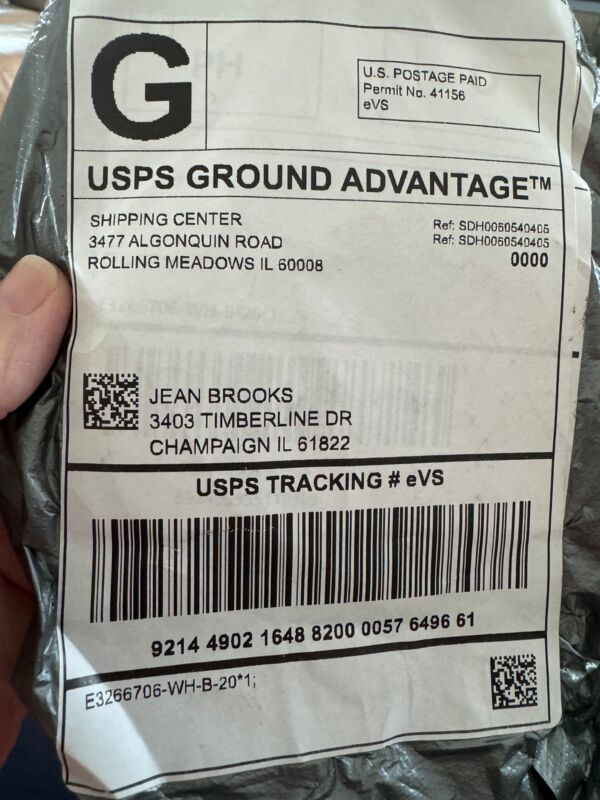 G
U.S. POSTAGE PAID
Permit No. 41156
eVS
USPS GROUND ADVANTAGE™
SHIPPING CENTER
3477 ALGONQUIN ROAD
ROLLING MEADOWS IL 60008
Ref: SDH0060540405
Ref: SDH0060540405
0000
JEAN BROOKS
3403 TIMBERLINE DR
CHAMPAIGN IL 61822
USPS TRACKING # eVS
9214 4902 1648 8200 0057 6496 61
E3266706-WH-B-20*1;